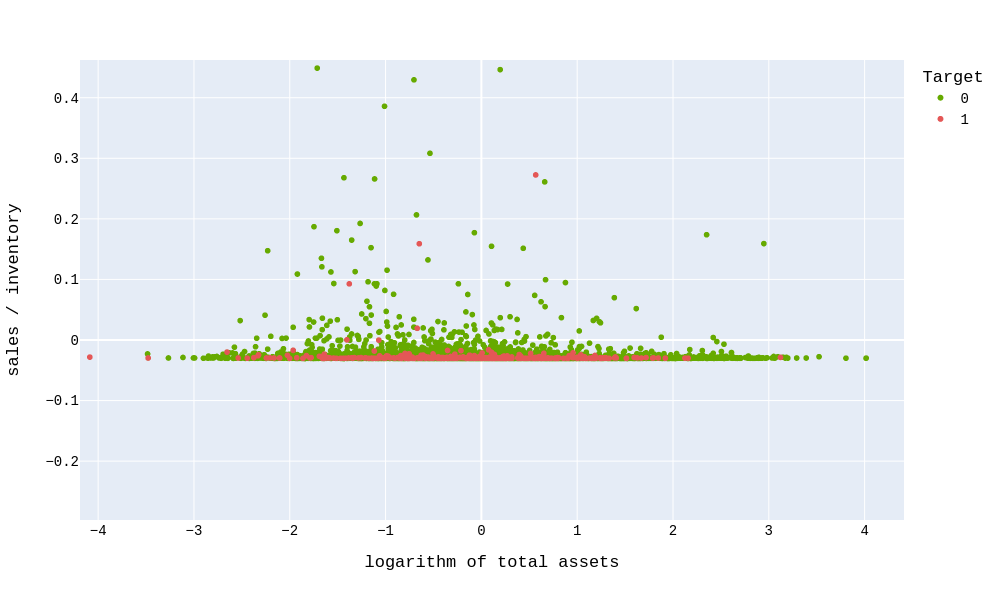 Target
0
1
0.4
0.3
0.2
0.1
0
−0.1
−0.2
sales / inventory
−4 −3 −2 −1 0 1 2 3 4
logarithm of total assets